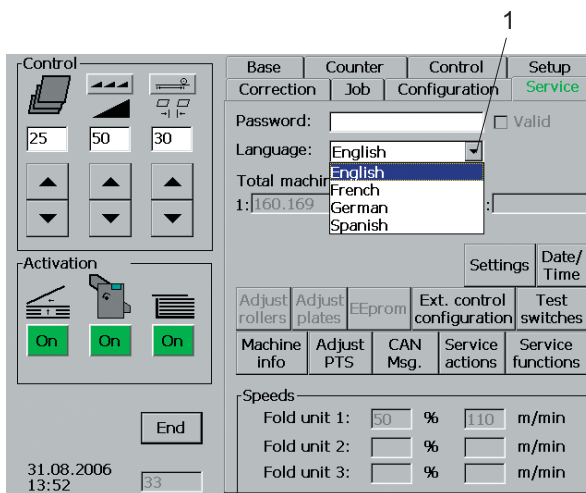 1
Control
25 50 30
Activation
On On On
End
31.08.2006
13:52
33
Base Counter Control Setup
Correction Job Configuration Service
Password: Valid
Language: English
English
French
German
Spanish
Total machin
1: 160.169 :
Settings Date/ Time
Adjust rollers Adjust plates EEprom Ext. control configuration Test switches
Machine info Adjust PTS CAN Msg. Service actions Service functions
Speeds
Fold unit 1: 50 % 110 m/min
Fold unit 2: % m/min
Fold unit 3: % m/min